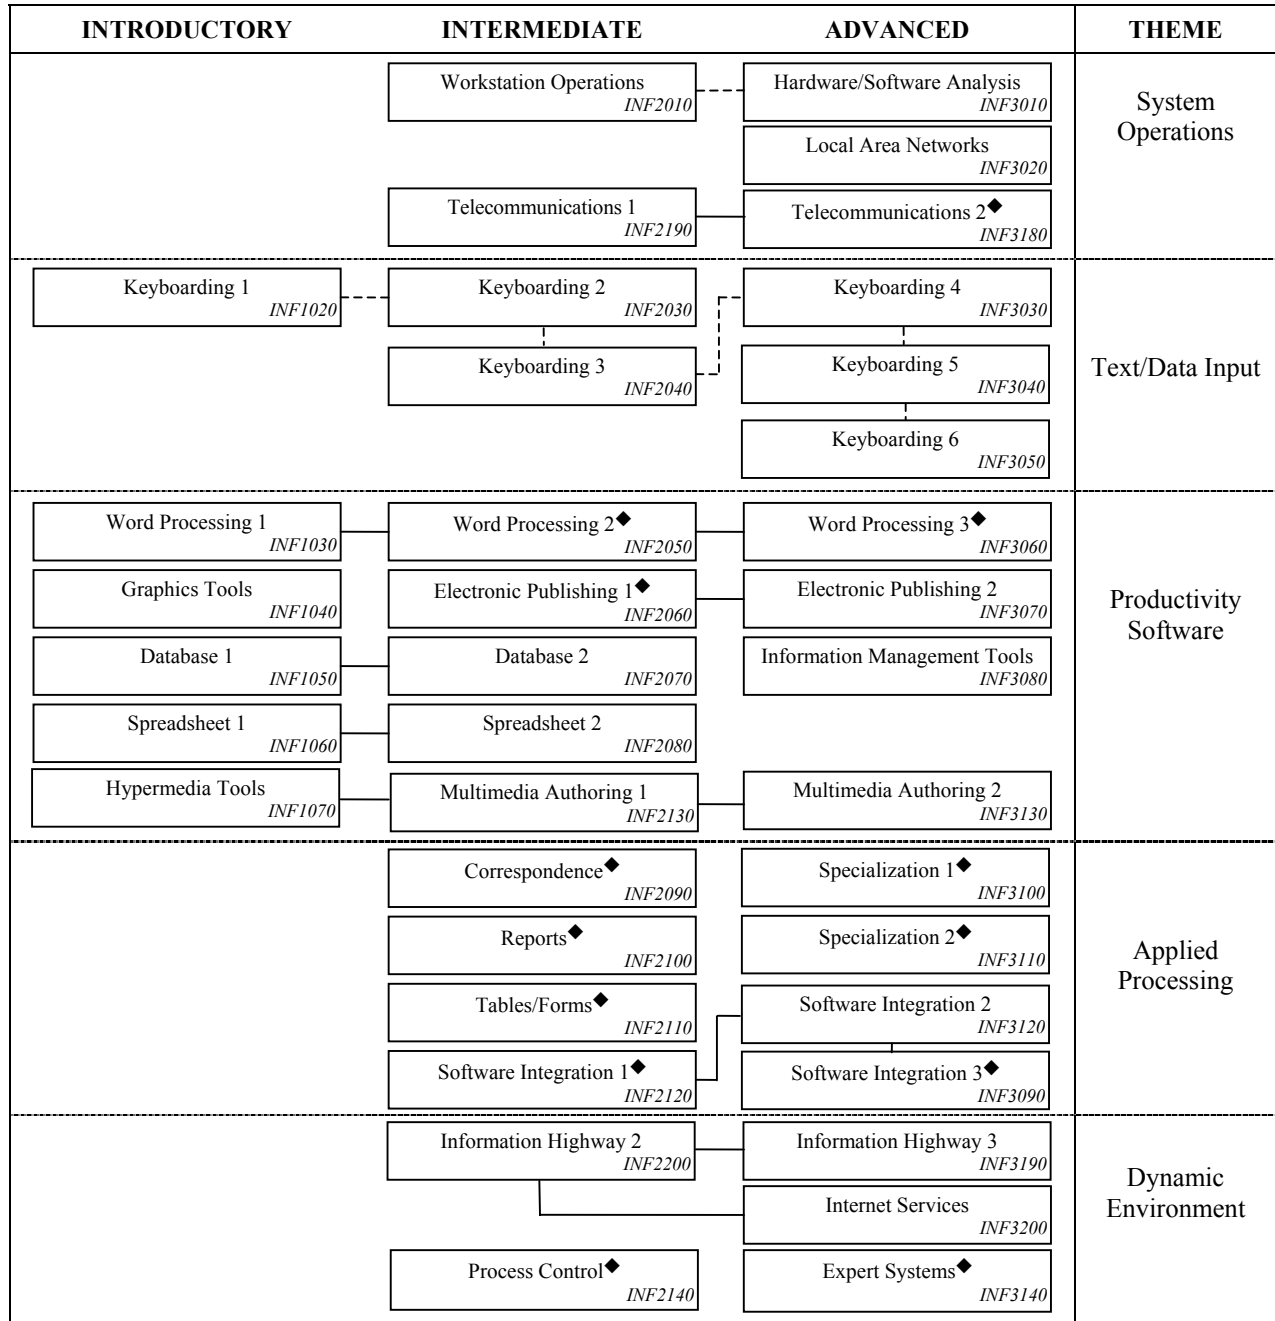 INTRODUCTORY INTERMEDIATE ADVANCED THEME
Workstation Operations
INF2010
Hardware/Software Analysis
INF3010
Local Area Networks
INF3020
Telecommunications 1
INF2190
Telecommunications 2◆
INF3180
System
Operations
Keyboarding 1
INF1020
Keyboarding 2
INF2030
Keyboarding 4
INF3030
Keyboarding 3
INF2040
Keyboarding 5
INF3040
Keyboarding 6
INF3050
Text/Data Input
Word Processing 1
INF1030
Word Processing 2◆
INF2050
Word Processing 3◆
INF3060
Graphics Tools
INF1040
Electronic Publishing 1◆
INF2060
Electronic Publishing 2
INF3070
Database 1
INF1050
Database 2
INF2070
Information Management Tools
INF3080
Spreadsheet 1
INF1060
Spreadsheet 2
INF2080
Hypermedia Tools
INF1070
Multimedia Authoring 1
INF2130
Multimedia Authoring 2
INF3130
Productivity
Software
Correspondence◆
INF2090
Specialization 1◆
INF3100
Reports◆
INF2100
Specialization 2◆
INF3110
Tables/Forms◆
INF2110
Software Integration 2
INF3120
Software Integration 1◆
INF2120
Software Integration 3◆
INF3090
Applied
Processing
Information Highway 2
INF2200
Information Highway 3
INF3190
Internet Services
INF3200
Process Control◆
INF2140
Expert Systems◆
INF3140
Dynamic
Environment